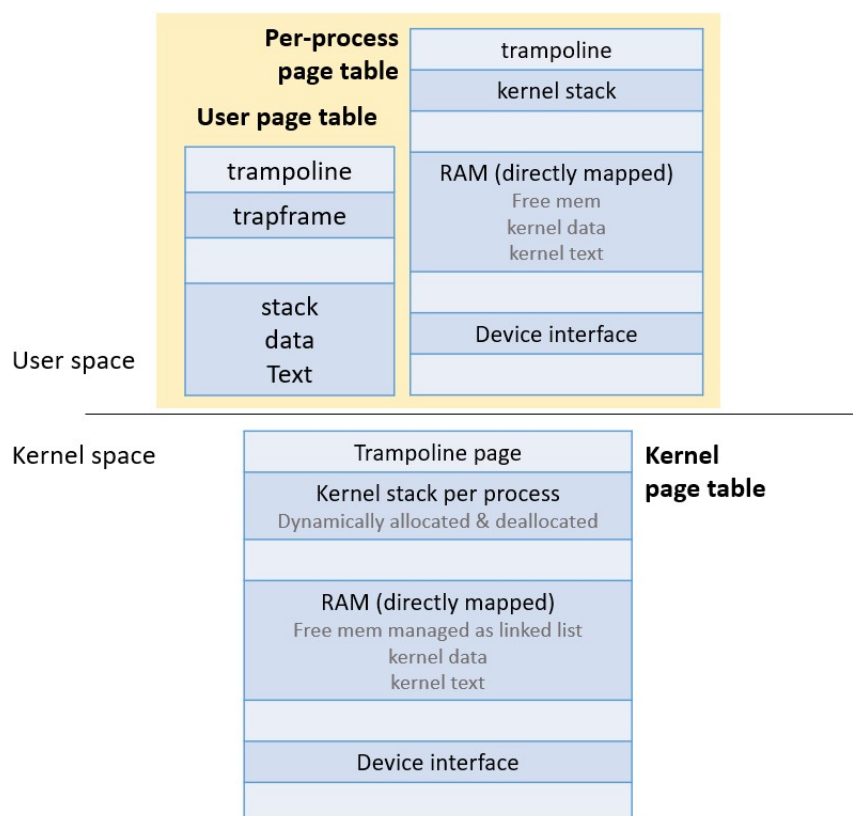 Per-process
page table
User page table
trampoline
trapframe
stack
data
Text
trampoline
kernel stack
RAM (directly mapped)
Free mem
kernel data
kernel text
Device interface
User space
Kernel space
Trampoline page
Kernel stack per process
Dynamically allocated & deallocated
RAM (directly mapped)
Free mem managed as linked list
kernel data
kernel text
Device interface
Kernel
page table